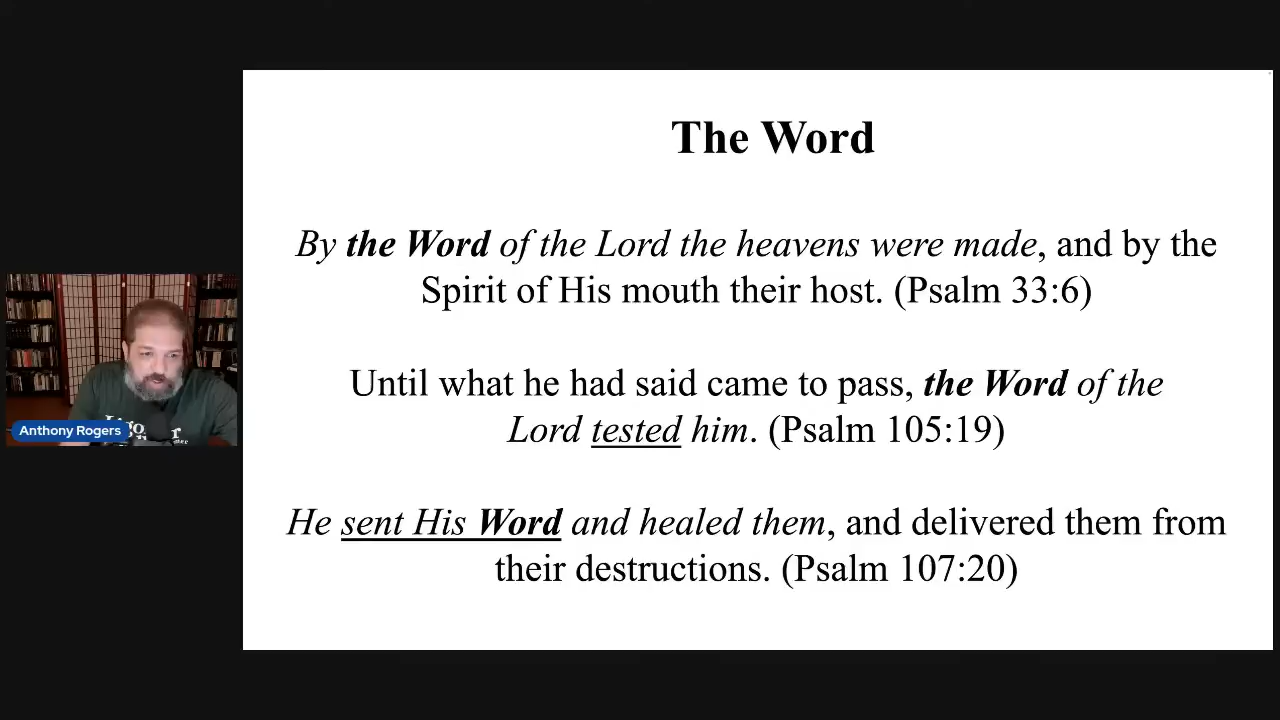 The Word
By the Word of the Lord the heavens were made, and by the
Spirit of His mouth their host. (Psalm 33:6)
Until what he had said came to pass, the Word of the
Lord tested him. (Psalm 105:19)
He sent His Word and healed them, and delivered them from
their destructions. (Psalm 107:20)
Anthony Rogers